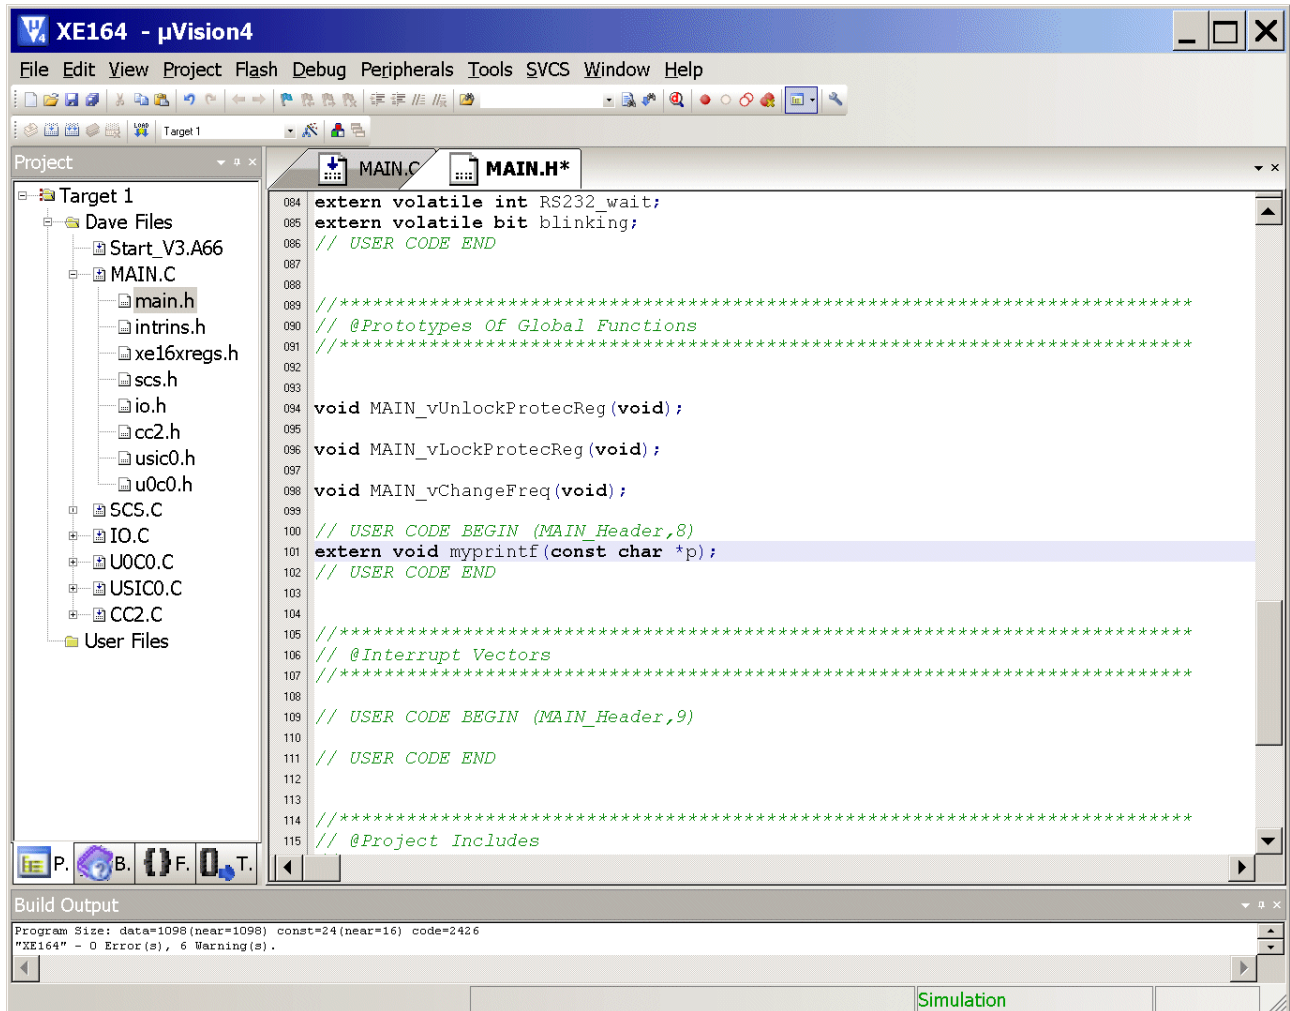 XE164 - µVision4
File Edit View Project Flash Debug Peripherals Tools SVCS Window Help
LOAD Target 1
Project
MAIN.C MAIN.H*
Target 1
Dave Files
Start_V3.A66
MAIN.C
main.h
intrins.h
xe16xregs.h
scs.h
io.h
cc2.h
usic0.h
u0c0.h
SCS.C
IO.C
U0C0.C
USIC0.C
CC2.C
User Files
P. B. {} F. T.
084 extern volatile int RS232_wait;
085 extern volatile bit blinking;
086 // USER CODE END
087
088
089 //****************************************************************************
090 // @Prototypes Of Global Functions
091 //****************************************************************************
092
093
094 void MAIN_vUnlockProtecReg(void);
095
096 void MAIN_vLockProtecReg(void);
097
098 void MAIN_vChangeFreq(void);
099
100 // USER CODE BEGIN (MAIN_Header,8)
101 extern void myprintf(const char *p);
102 // USER CODE END
103
104
105 //****************************************************************************
106 // @Interrupt Vectors
107 //****************************************************************************
108
109 // USER CODE BEGIN (MAIN_Header,9)
110
111 // USER CODE END
112
113
114 //****************************************************************************
115 // @Project Includes
Build Output
Program Size: data=1098(near=1098) const=24(near=16) code=2426
"XE164" - 0 Error(s), 6 Warning(s).
Simulation